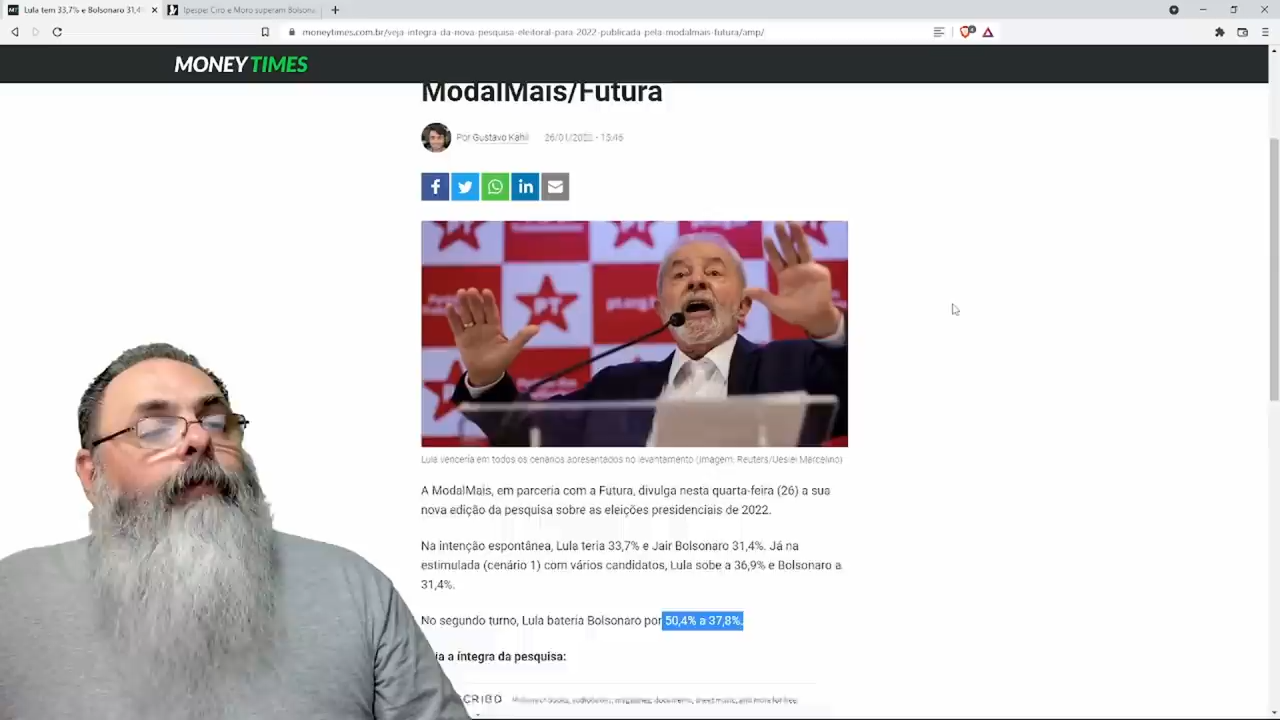 Lula tem 33,7% e Bolsonaro 31,4
Ipespe: Ciro e Moro superam Bolsona
moneytimes.com.br/veja-integra-da-nova-pesquisa-eleitoral-para-2022-publicada-pela-modalmais-futura/amp/
MONEY TIMES
ModalMais/Futura
Por Gustavo Kahil 26/01/2022 - 15:46
PT
pt.org.b
Lula venceria em todos os cenários apresentados no levantamento (Imagem: Reuters/Ueslei Marcelino)
A ModalMais, em parceria com a Futura, divulga nesta quarta-feira (26) a sua
nova edição da pesquisa sobre as eleições presidenciais de 2022.
Na intenção espontânea, Lula teria 33,7% e Jair Bolsonaro 31,4%. Já na
estimulada (cenário 1) com vários candidatos, Lula sobe a 36,9% e Bolsonaro a
31,4%.
No segundo turno, Lula bateria Bolsonaro por 50,4% a 37,8%.
a íntegra da pesquisa: